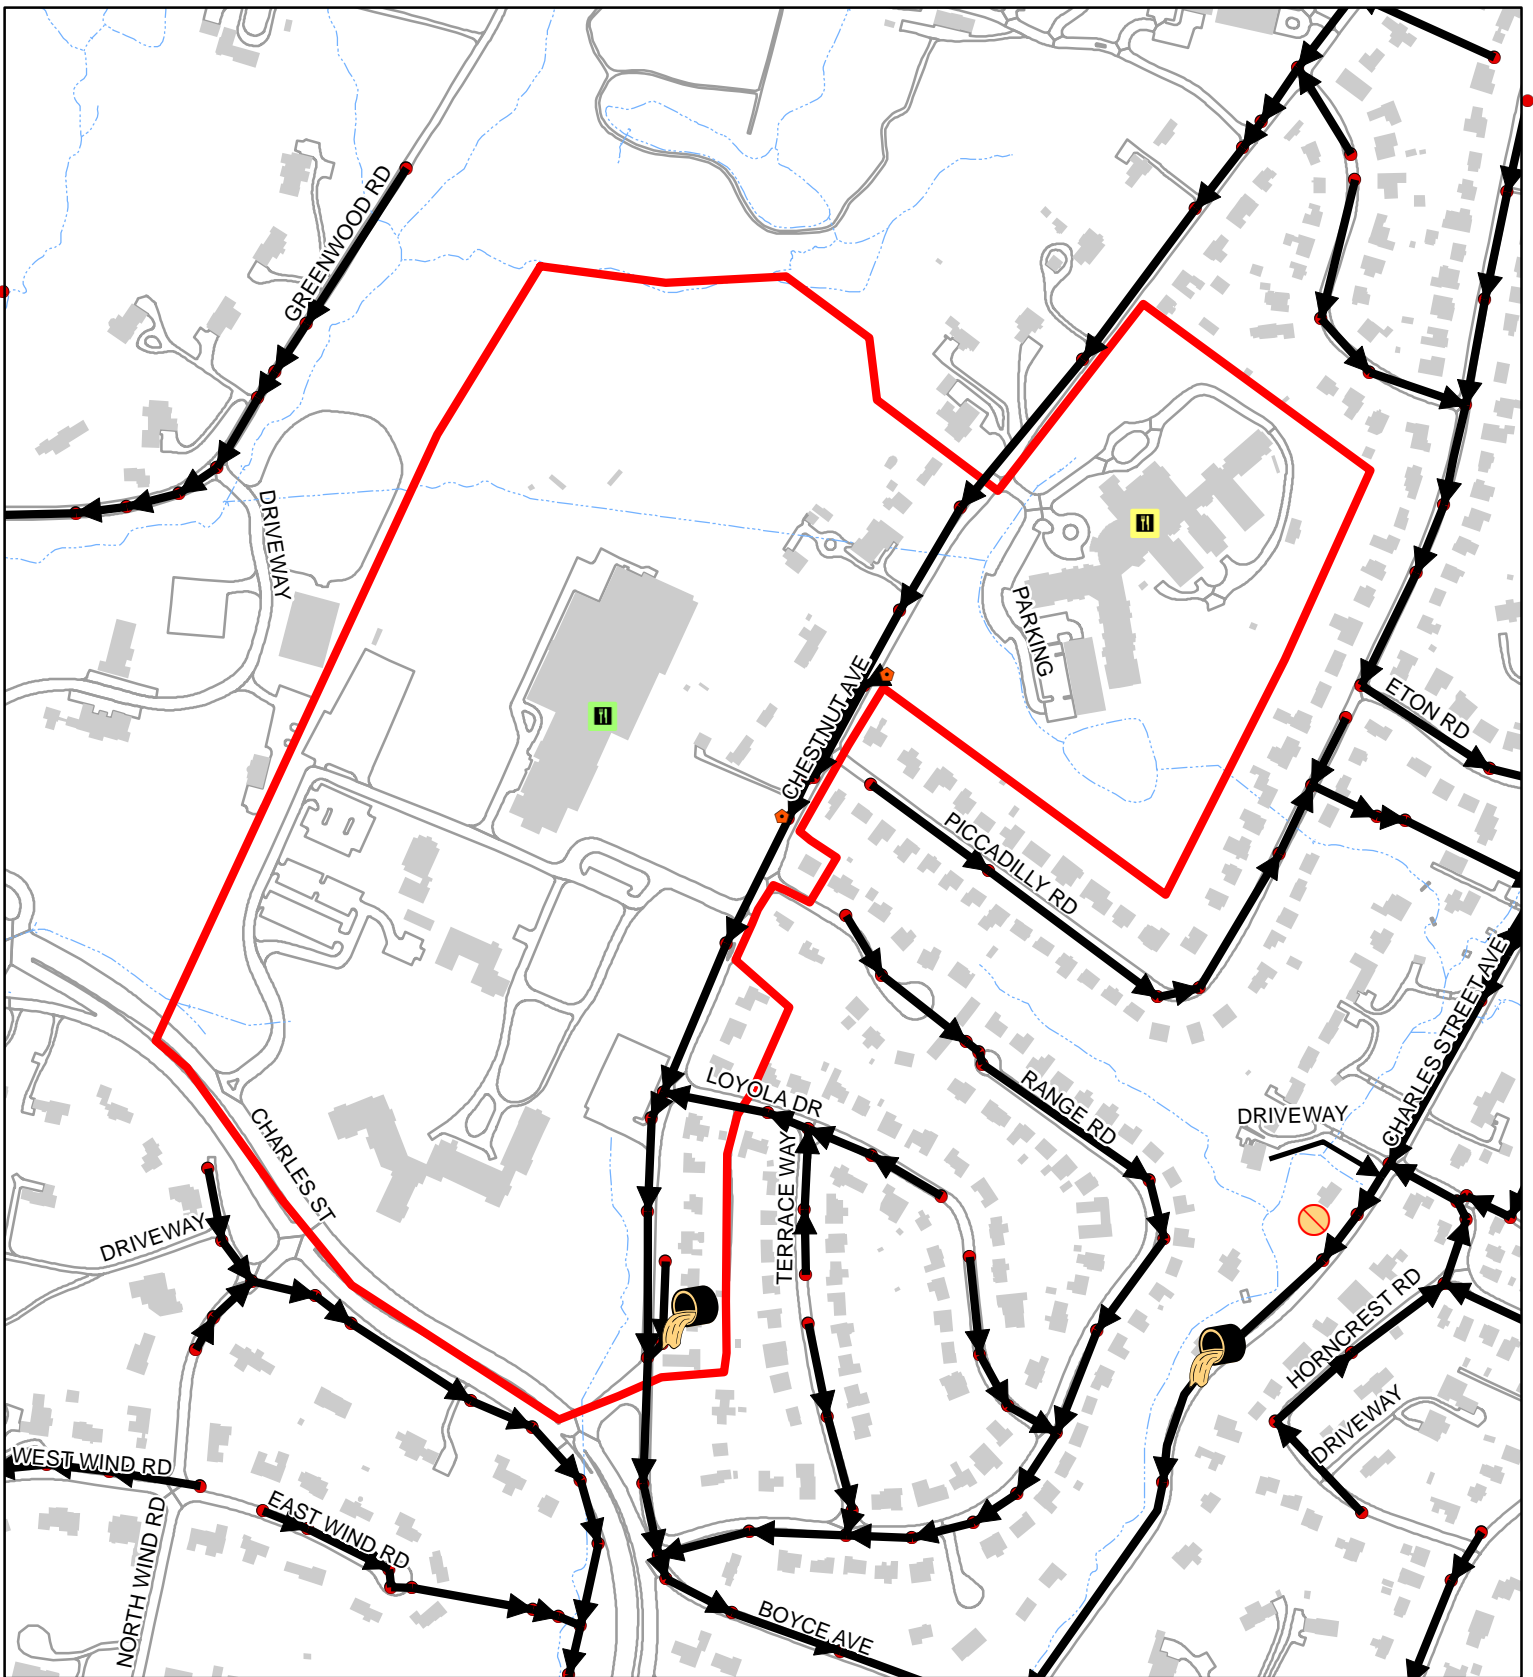 GREENWOOD RD
DRIVEWAY
PARKING
CHESTNUT AVE
ETON RD
PICCADILLY RD
CHARLES STREET AVE
RANGE RD
LOYOLA DR
DRIVEWAY
TERRACE WAY
CHARLES ST
DRIVEWAY
HORNCREST RD
DRIVEWAY
WEST WIND RD
EAST WIND RD
NORTH WIND RD
BOYCE AVE